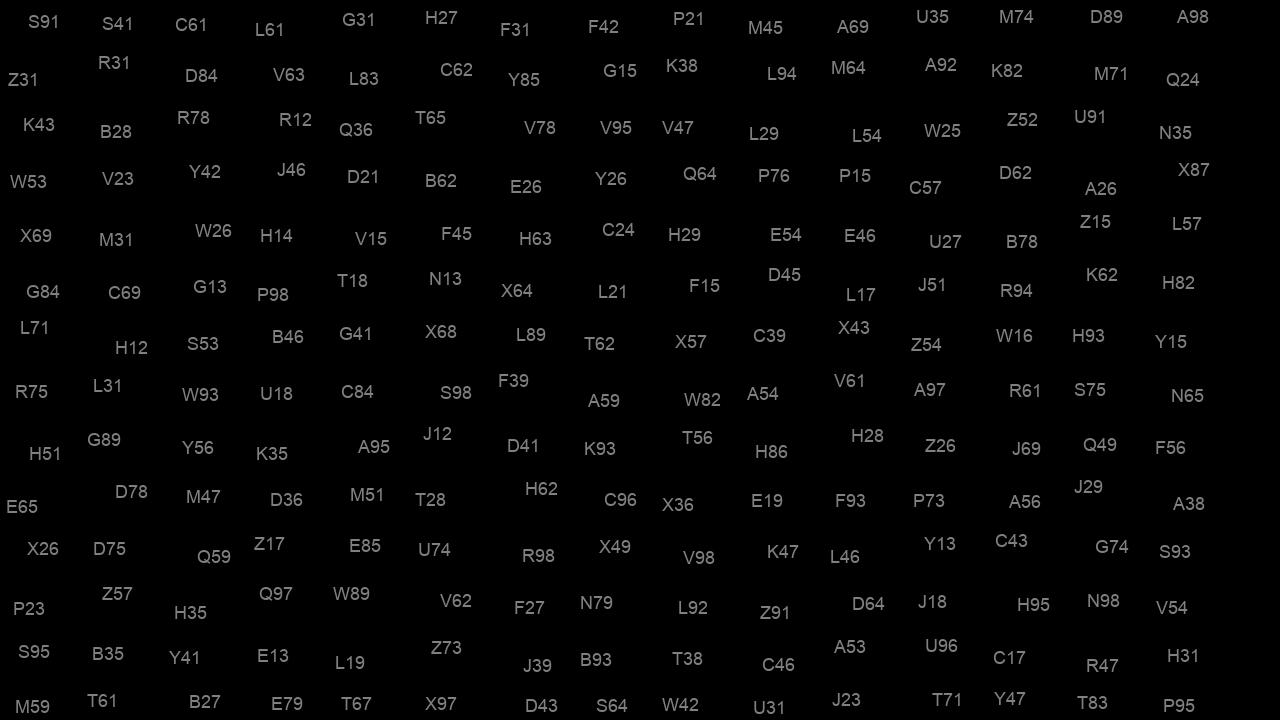 S91 S41 C61 L61 G31 H27 F31 F42 P21 M45 A69 U35 M74 D89 A98
Z31 R31 D84 V63 L83 C62 Y85 G15 K38 L94 M64 A92 K82 M71 Q24
K43 B28 R78 R12 Q36 T65 V78 V95 V47 L29 L54 W25 Z52 U91 N35
W53 V23 Y42 J46 D21 B62 E26 Y26 Q64 P76 P15 C57 D62 A26 X87
X69 M31 W26 H14 V15 F45 H63 C24 H29 E54 E46 U27 B78 Z15 L57
G84 C69 G13 P98 T18 N13 X64 L21 F15 D45 L17 J51 R94 K62 H82
L71 H12 S53 B46 G41 X68 L89 T62 X57 C39 X43 Z54 W16 H93 Y15
R75 L31 W93 U18 C84 S98 F39 A59 W82 A54 V61 A97 R61 S75 N65
H51 G89 Y56 K35 A95 J12 D41 K93 T56 H86 H28 Z26 J69 Q49 F56
E65 D78 M47 D36 M51 T28 H62 C96 X36 E19 F93 P73 A56 J29 A38
X26 D75 Q59 Z17 E85 U74 R98 X49 V98 K47 L46 Y13 C43 G74 S93
P23 Z57 H35 Q97 W89 V62 F27 N79 L92 Z91 D64 J18 H95 N98 V54
S95 B35 Y41 E13 L19 Z73 J39 B93 T38 C46 A53 U96 C17 R47 H31
M59 T61 B27 E79 T67 X97 D43 S64 W42 U31 J23 T71 Y47 T83 P95